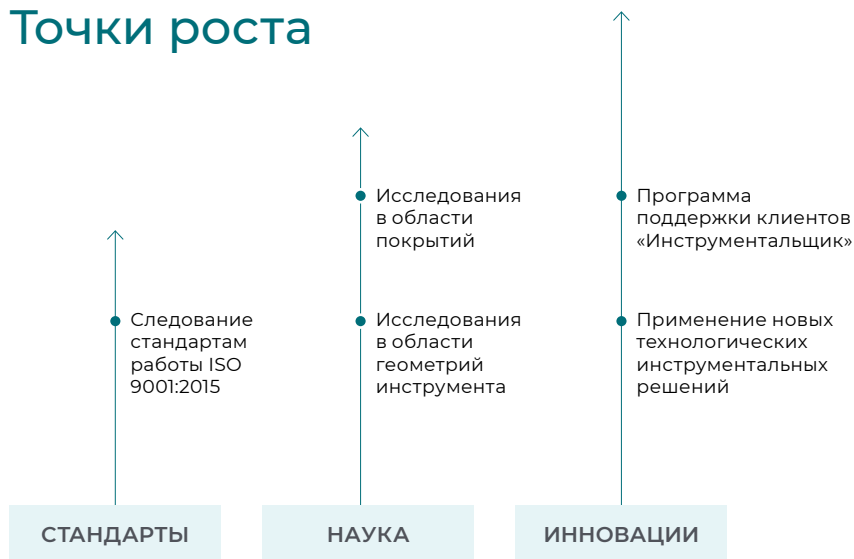 Точки роста
Следование
стандартам
работы ISO
9001:2015
СТАНДАРТЫ
Исследования
в области
покрытий
Исследования
в области
геометрий
инструмента
НАУКА
Программа
поддержки клиентов
«Инструментальщик»
Применение новых
технологических
инструментальных
решений
ИННОВАЦИИ